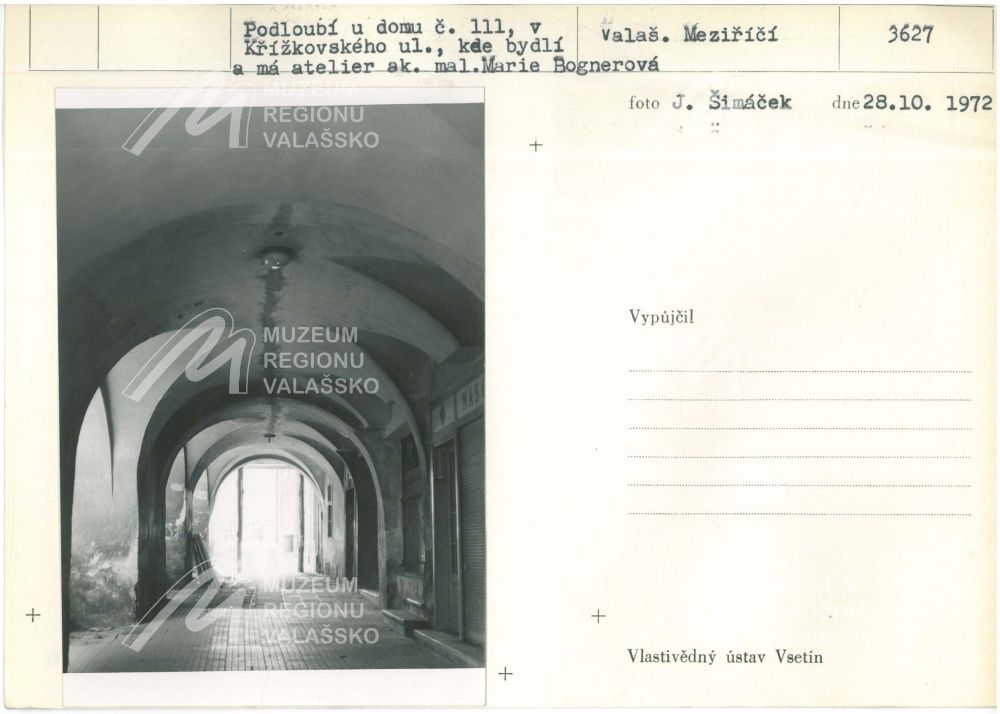 Podloubí u domu č. 111, v
Křížkovského ul., kde bydlí
a má atelier ak. mal.Marie Bognerová
Valaš. Meziříčí
3627
foto J. Šimáček dne 28.10. 1972
MUZEUM
REGIONU
VALAŠSKO
MUZEUM
REGIONU
VALAŠSKO
MUZEUM
REGIONU
VALAŠSKO
Vypůjčil
Vlastivědný ústav Vsetín